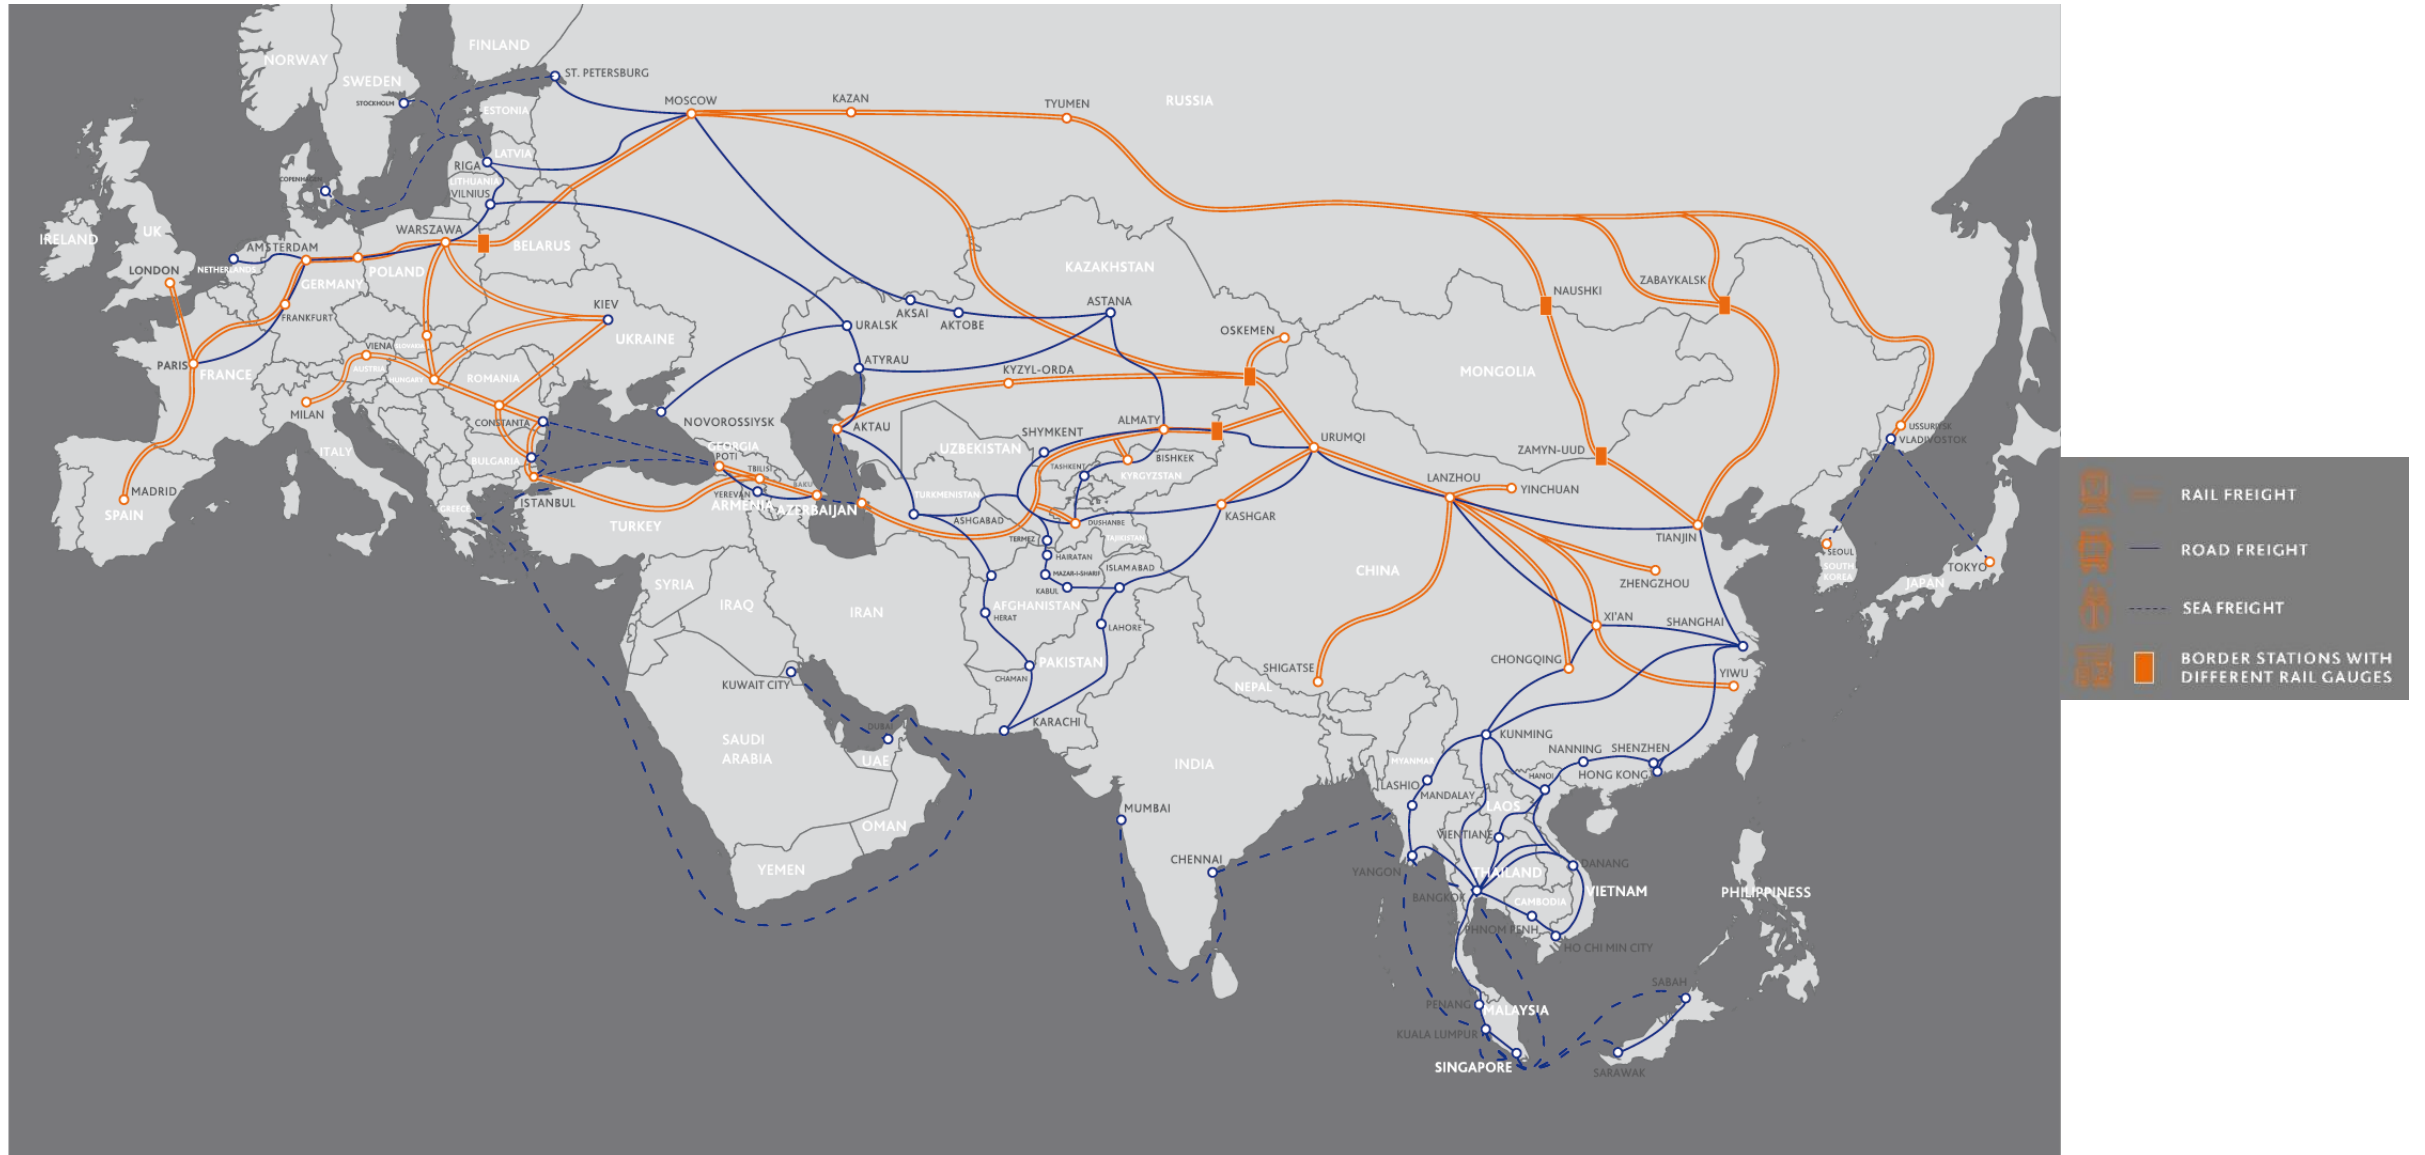 NORWAY
FINLAND
SWEDEN
STOCKHOLM
ST. PETERSBURG
ESTONIA
MOSCOW
KAZAN
TYUMEN
RUSSIA
RIGA
LATVIA
LITHUANIA
VILNIUS
COPENHAGEN
IRELAND
UK
AMSTERDAM
NETHERLANDS
LONDON
WARSZAWA
BELARUS
POLAND
GERMANY
FRANKFURT
KIEV
UKRAINE
KAZAKHSTAN
ASTANA
AKSAI
AKTOBE
URALSK
ATYRAU
OSKEMEN
NAUSHKI
ZABAYKALSK
MONGOLIA
PARIS
FRANCE
VIENA
SLOVAKIA
AUSTRIA
HUNGARY
ROMANIA
MILAN
ITALY
CONSTANTA
BULGARIA
NOVOROSSIYSK
GEORGIA
POTI
TBILISI
BAKU
YEREVAN
ARMENIA
AZERBAIJAN
AKTAU
KYZYL-ORDA
UZBEKISTAN
SHYMKENT
ALMATY
URUMQI
TASHKENT
BISHKEK
KYRGYZSTAN
TURKMENISTAN
ASHGABAD
DUSHANBE
KASHGAR
LANZHOU
YINCHUAN
ZAMYN-UUD
TIANJIN
USSURIYSK
VLADIVOSTOK
SEOUL
SOUTH
KOREA
TOKYO
JAPAN
MADRID
SPAIN
ISTANBUL
GREECE
TURKEY
TERMEZ
TAJIKISTAN
HAIRATAN
MAZAR-I-SHARIF
ISLAMABAD
KABUL
AFGHANISTAN
HERAT
LAHORE
CHINA
ZHENGZHOU
SYRIA
IRAQ
IRAN
XI'AN
SHANGHAI
KUWAIT CITY
CHAMAN
PAKISTAN
SHIGATSE
NEPAL
CHONGQING
YIWU
KARACHI
DUBAI
SAUDI
ARABIA
UAE
OMAN
YEMEN
INDIA
MUMBAI
CHENNAI
KUNMING
NANNING
SHENZHEN
HONG KONG
MYANMAR
LASHIO
MANDALAY
HANOI
LAOS
VIENTIANE
YANGON
THAILAND
DANANG
VIETNAM
BANGKOK
CAMBODIA
PHNOM PENH
HO CHI MIN CITY
PHILIPPINESS
PENANG
MALAYSIA
KUALA LUMPUR
SINGAPORE
SABAH
SARAWAK
RAIL FREIGHT
ROAD FREIGHT
SEA FREIGHT
BORDER STATIONS WITH
DIFFERENT RAIL GAUGES